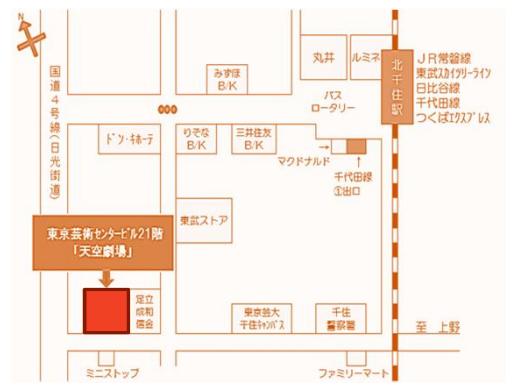 N
国道4号線(日光街道)
みずほ
B/K
丸井
ルミネ
北千住駅
JR常磐線
東武スカイツリーライン
日比谷線
千代田線
つくばエクスプレス
バス
ロータリー
ドン・キホーテ
りそな
B/K
三井住友
B/K
マクドナルド
千代田線
①出口
東武ストア
東京芸術センタービル21階
「天空劇場」
足立
成和
信金
東京芸大
千住キャンパス
千住
警察署
至 上野
ミニストップ
ファミリーマート